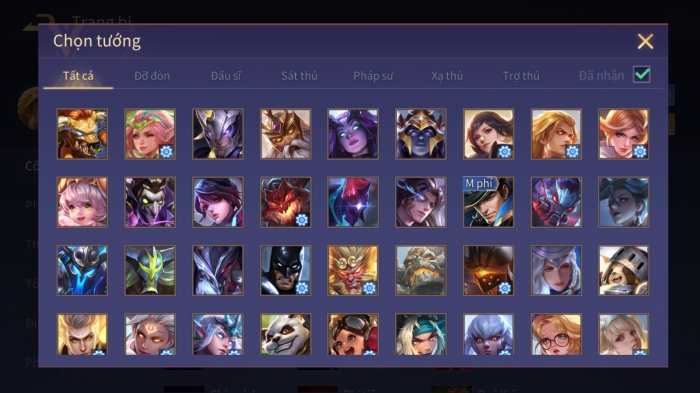 Trang bị
Chọn tướng
Tất cả Đỡ đòn Đấu sĩ Sát thủ Pháp sư Xạ thủ Trợ thủ Đã nhận
M phí